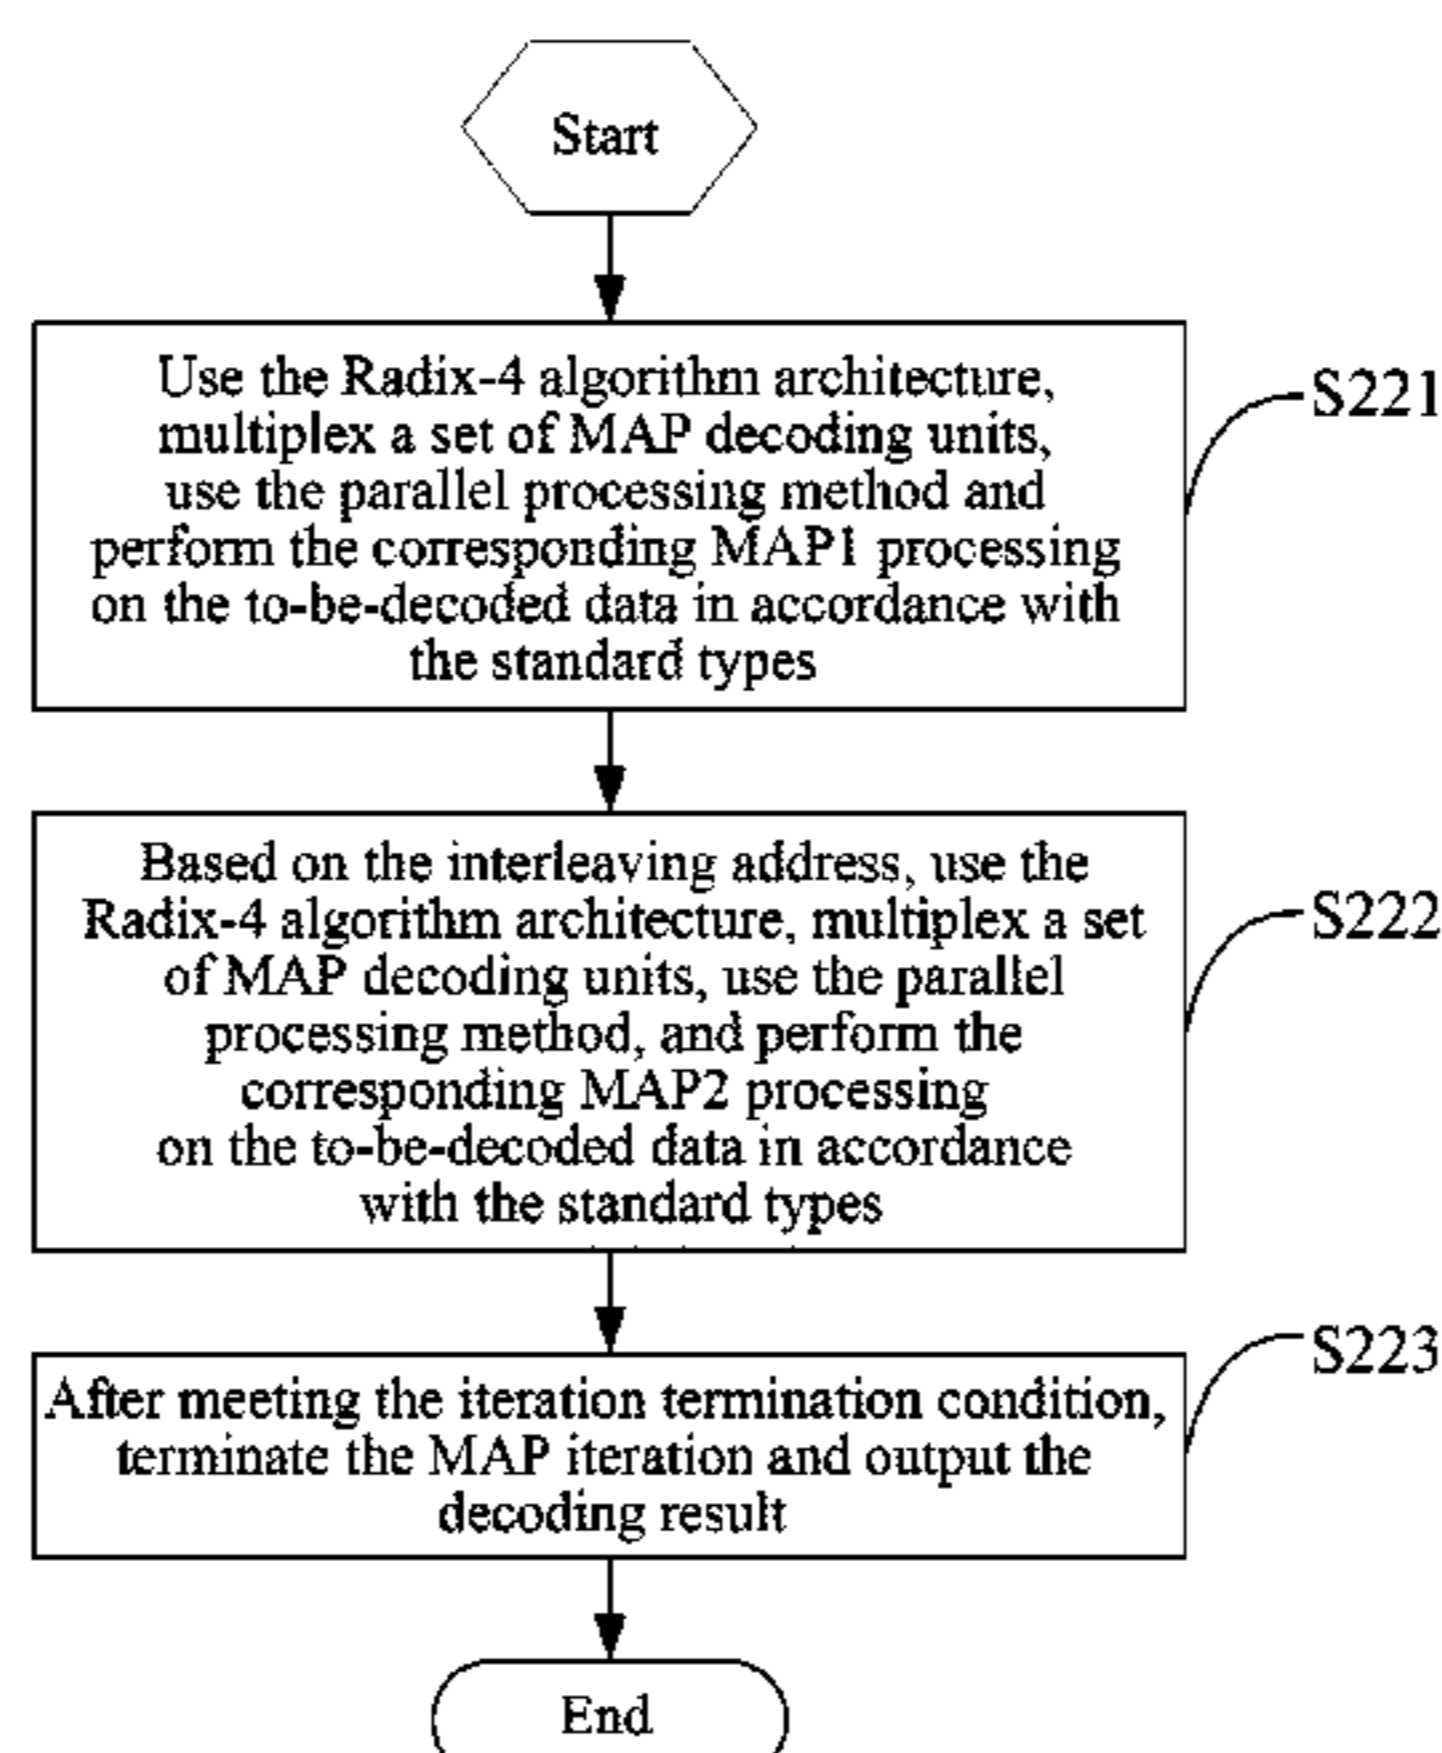 Start
Use the Radix-4 algorithm architecture,
multiplex a set of MAP decoding units,
use the parallel processing method and
perform the corresponding MAP1 processing
on the to-be-decoded data in accordance with
the standard types
S221
Based on the interleaving address, use the
Radix-4 algorithm architecture, multiplex a set
of MAP decoding units, use the parallel
processing method, and perform the
corresponding MAP2 processing
on the to-be-decoded data in accordance
with the standard types
S222
After meeting the iteration termination condition,
terminate the MAP iteration and output the
decoding result
S223
End